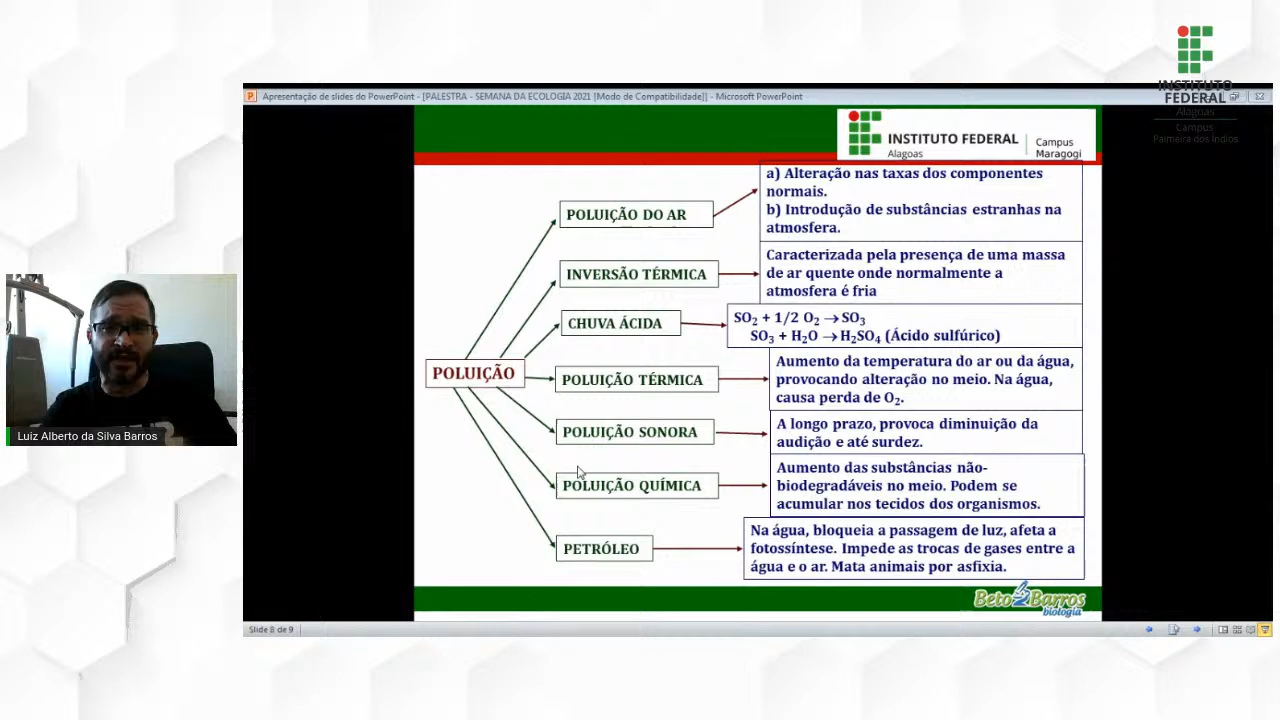 INSTITUTO
FEDERAL
Alagoas
Campus
Palmeira dos Índios
Apresentação de slides do PowerPoint - [PALESTRA - SEMANA DA ECOLOGIA 2021 [Modo de Compatibilidade]] - Microsoft PowerPoint
INSTITUTO FEDERAL
Alagoas
Campus
Maragogi
POLUIÇÃO
POLUIÇÃO DO AR
a) Alteração nas taxas dos componentes
normais.
b) Introdução de substâncias estranhas na
atmosfera.
INVERSÃO TÉRMICA
Caracterizada pela presença de uma massa
de ar quente onde normalmente a
atmosfera é fria
CHUVA ÁCIDA
SO₂ + 1/2 O₂ → SO₃
SO₃ + H₂O → H₂SO₄ (Ácido sulfúrico)
POLUIÇÃO TÉRMICA
Aumento da temperatura do ar ou da água,
provocando alteração no meio. Na água,
causa perda de O₂.
POLUIÇÃO SONORA
A longo prazo, provoca diminuição da
audição e até surdez.
POLUIÇÃO QUÍMICA
Aumento das substâncias não-
biodegradáveis no meio. Podem se
acumular nos tecidos dos organismos.
PETRÓLEO
Na água, bloqueia a passagem de luz, afeta a
fotossíntese. Impede as trocas de gases entre a
água e o ar. Mata animais por asfixia.
Beto Barros
biologia
Slide 8 de 9
Luiz Alberto da Silva Barros